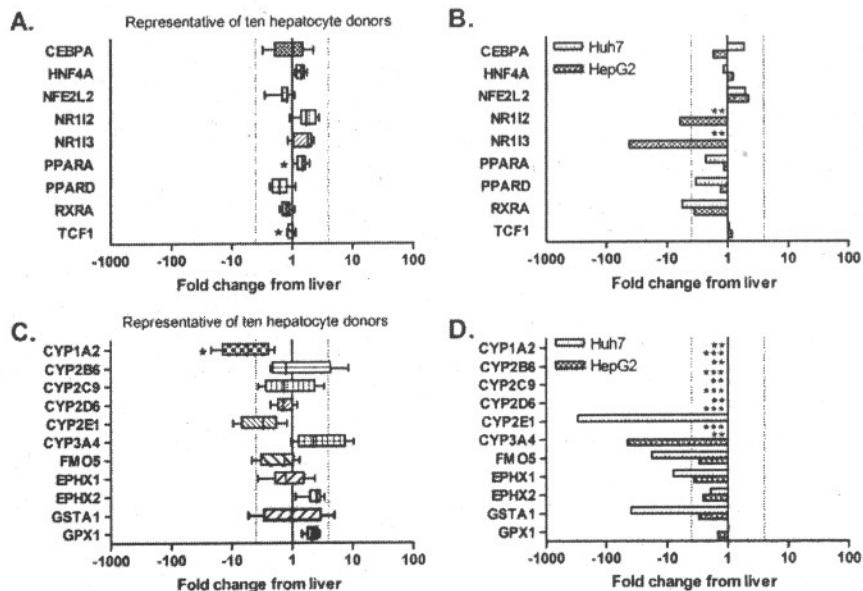 A.
Representative of ten hepatocyte donors
CEBPA
HNF4A
NFE2L2
NR1I2
NR1I3
PPARA
*
PPARD
RXRA
TCF1
*
-1000 -10 1 10 100
Fold change from liver
B.
Huh7
HepG2
CEBPA
HNF4A
NFE2L2
NR1I2
**
NR1I3
**
PPARA
PPARD
RXRA
TCF1
-1000 -100 -10 1 10 100
Fold change from liver
C.
Representative of ten hepatocyte donors
CYP1A2
*
CYP2B6
CYP2C9
CYP2D6
CYP2E1
CYP3A4
FMO5
EPHX1
EPHX2
GSTA1
GPX1
-1000 -100 -10 1 10 100
Fold change from liver
D.
Huh7
HepG2
CYP1A2
CYP2B6
CYP2C9
CYP2D6
CYP2E1
CYP3A4
FMO5
EPHX1
EPHX2
GSTA1
GPX1
-1000 -100 -10 1 10 100
Fold change from liver